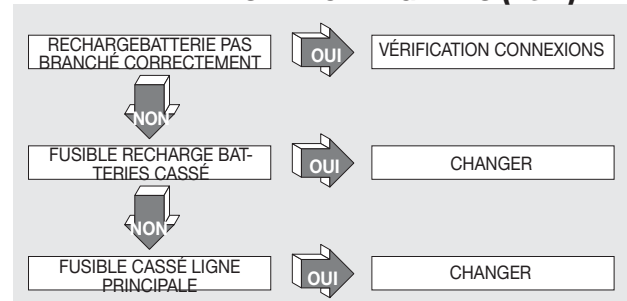 RECHARGEBATTERIE PAS
BRANCHÉ CORRECTEMENT
OUI
VÉRIFICATION CONNEXIONS
NON
FUSIBLE RECHARGE BAT-
TERIES CASSÉ
OUI
CHANGER
NON
FUSIBLE CASSÉ LIGNE
PRINCIPALE
OUI
CHANGER